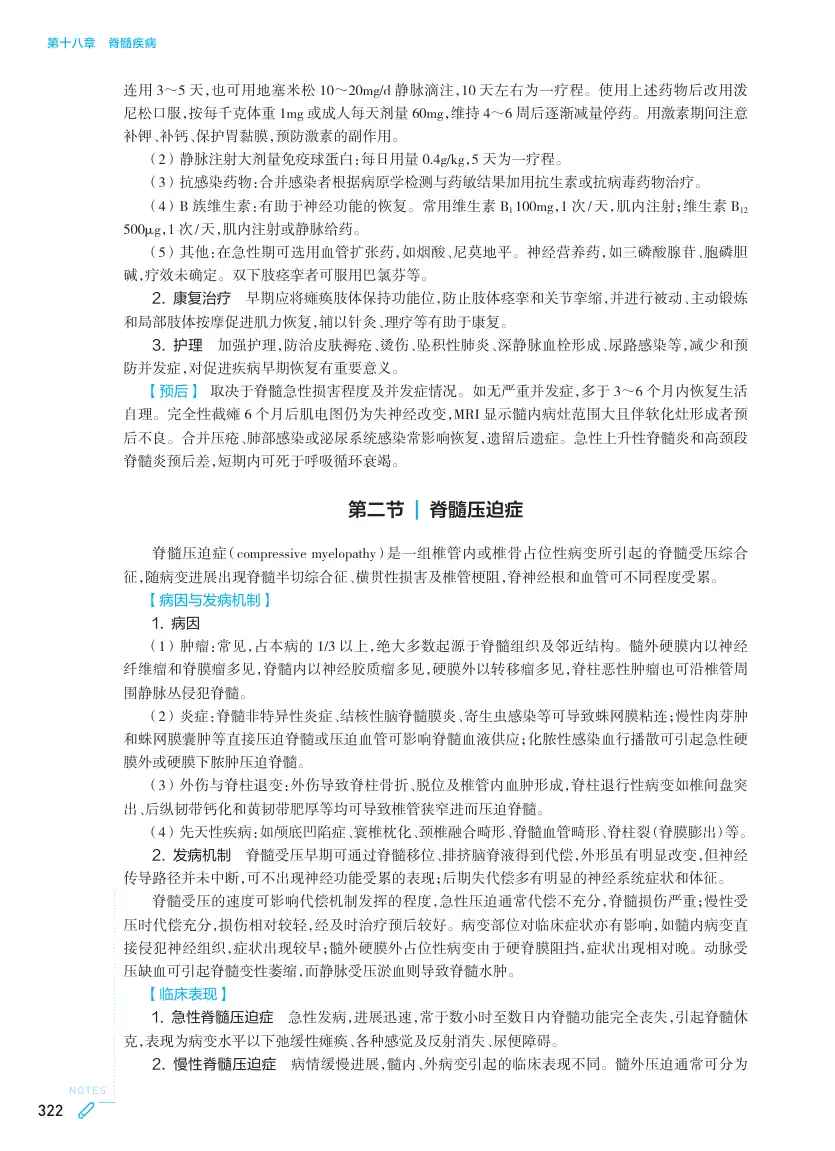 第十八章 脊髓疾病
连用 3～5 天,也可用地塞米松 10～20mg/d 静脉滴注,10 天左右为一疗程。使用上述药物后改用泼
尼松口服,按每千克体重 1mg 或成人每天剂量 60mg,维持 4～6 周后逐渐减量停药。用激素期间注意
补钾、补钙、保护胃黏膜,预防激素的副作用。
（2）静脉注射大剂量免疫球蛋白:每日用量 0.4g/kg,5 天为一疗程。
（3）抗感染药物:合并感染者根据病原学检测与药敏结果加用抗生素或抗病毒药物治疗。
（4）B 族维生素:有助于神经功能的恢复。常用维生素 B₁ 100mg,1 次/天,肌内注射;维生素 B₁₂
500μg,1 次/天,肌内注射或静脉给药。
（5）其他:在急性期可选用血管扩张药,如烟酸、尼莫地平。神经营养药,如三磷酸腺苷、胞磷胆
碱,疗效未确定。双下肢痉挛者可服用巴氯芬等。
2. 康复治疗 早期应将瘫痪肢体保持功能位,防止肢体痉挛和关节挛缩,并进行被动、主动锻炼
和局部肢体按摩促进肌力恢复,辅以针灸、理疗等有助于康复。
3. 护理 加强护理,防治皮肤褥疮、烫伤、坠积性肺炎、深静脉血栓形成、尿路感染等,减少和预
防并发症,对促进疾病早期恢复有重要意义。
【预后】 取决于脊髓急性损害程度及并发症情况。如无严重并发症,多于 3～6 个月内恢复生活
自理。完全性截瘫 6 个月后肌电图仍为失神经改变,MRI 显示髓内病灶范围大且伴软化灶形成者预
后不良。合并压疮、肺部感染或泌尿系统感染常影响恢复,遗留后遗症。急性上升性脊髓炎和高颈段
脊髓炎预后差,短期内可死于呼吸循环衰竭。
第二节 | 脊髓压迫症
脊髓压迫症（compressive myelopathy）是一组椎管内或椎骨占位性病变所引起的脊髓受压综合
征,随病变进展出现脊髓半切综合征、横贯性损害及椎管梗阻,脊神经根和血管可不同程度受累。
【病因与发病机制】
1. 病因
（1）肿瘤:常见,占本病的 1/3 以上,绝大多数起源于脊髓组织及邻近结构。髓外硬膜内以神经
纤维瘤和脊膜瘤多见,脊髓内以神经胶质瘤多见,硬膜外以转移瘤多见,脊柱恶性肿瘤也可沿椎管周
围静脉丛侵犯脊髓。
（2）炎症:脊髓非特异性炎症、结核性脑脊髓膜炎、寄生虫感染等可导致蛛网膜粘连;慢性肉芽肿
和蛛网膜囊肿等直接压迫脊髓或压迫血管可影响脊髓血液供应;化脓性感染血行播散可引起急性硬
膜外或硬膜下脓肿压迫脊髓。
（3）外伤与脊柱退变:外伤导致脊柱骨折、脱位及椎管内血肿形成,脊柱退行性病变如椎间盘突
出、后纵韧带钙化和黄韧带肥厚等均可导致椎管狭窄进而压迫脊髓。
（4）先天性疾病:如颅底凹陷症、寰椎枕化、颈椎融合畸形、脊髓血管畸形、脊柱裂（脊膜膨出）等。
2. 发病机制 脊髓受压早期可通过脊髓移位、排挤脑脊液得到代偿,外形虽有明显改变,但神经
传导路径并未中断,可不出现神经功能受累的表现;后期失代偿多有明显的神经系统症状和体征。
脊髓受压的速度可影响代偿机制发挥的程度,急性压迫通常代偿不充分,脊髓损伤严重;慢性受
压时代偿充分,损伤相对较轻,经及时治疗预后较好。病变部位对临床症状亦有影响,如髓内病变直
接侵犯神经组织,症状出现较早;髓外硬膜外占位性病变由于硬脊膜阻挡,症状出现相对晚。动脉受
压缺血可引起脊髓变性萎缩,而静脉受压淤血则导致脊髓水肿。
【临床表现】
1. 急性脊髓压迫症 急性发病,进展迅速,常于数小时至数日内脊髓功能完全丧失,引起脊髓休
克,表现为病变水平以下弛缓性瘫痪、各种感觉及反射消失、尿便障碍。
2. 慢性脊髓压迫症 病情缓慢进展,髓内、外病变引起的临床表现不同。髓外压迫通常可分为
NOTES
322